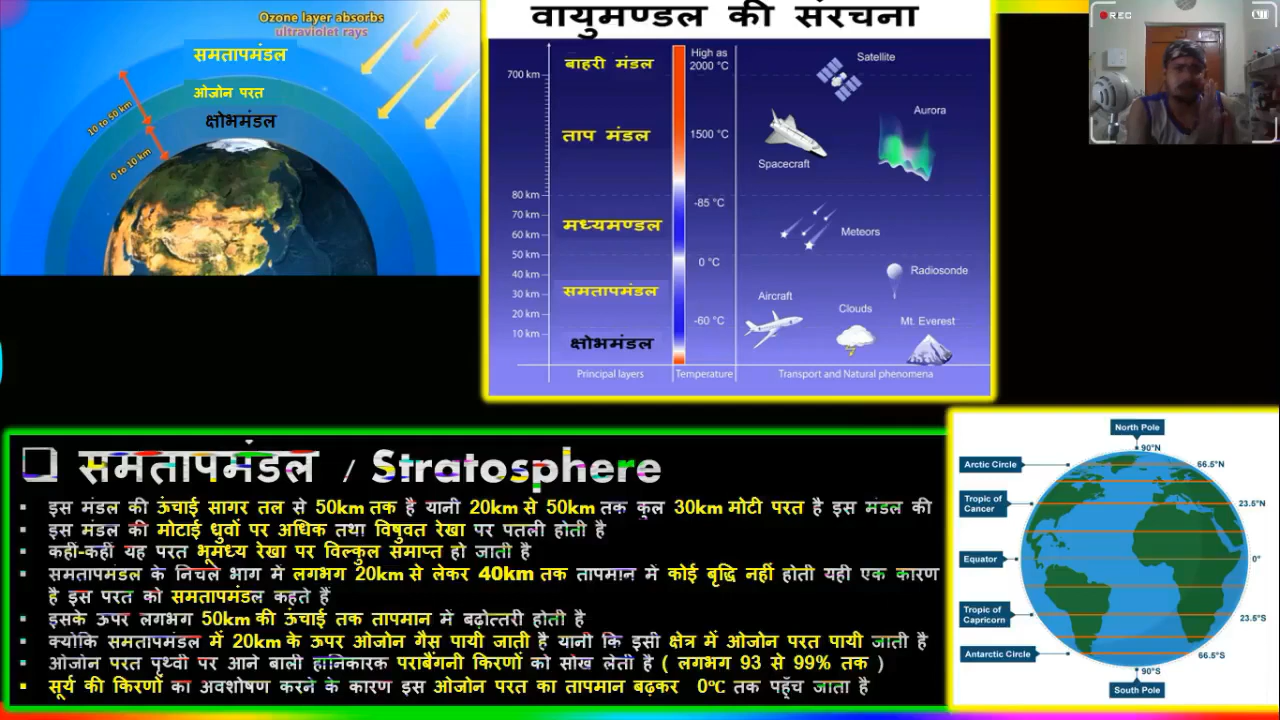 Ozone layer absorbs
ultraviolet rays
समतापमंडल
ओजोन परत
क्षोभमंडल
10 to 50 km
0 to 10 km
वायुमण्डल की संरचना
बाहरी मंडल
ताप मंडल
मध्यमण्डल
समतापमंडल
क्षोभमंडल
700 km
80 km
70 km
60 km
50 km
40 km
30 km
20 km
10 km
High as
2000 °C
1500 °C
-85 °C
0 °C
-60 °C
Satellite
Aurora
Spacecraft
Meteors
Radiosonde
Aircraft
Clouds
Mt. Everest
Principal layers
Temperature
Transport and Natural phenomena
REC
समतापमंडल / Stratosphere
इस मंडल की ऊंचाई सागर तल से 50km तक है यानी 20km से 50km तक कुल 30km मोटी परत है इस मंडल की
इस मंडल की मोटाई धुवों पर अधिक तथा विषुवत रेखा पर पतली होती है
कहीं-कहीं यह परत भूमध्य रेखा पर विल्कुल समाप्त हो जाती है
समतापमंडल के निचले भाग में लगभग 20km से लेकर 40km तक तापमान में कोई बृद्धि नहीं होती यही एक कारण
है इस परत को समतापमंडल कहते हैं
इसके ऊपर लगभग 50km की ऊंचाई तक तापमान में बढ़ोत्तरी होती है
क्योकि समतापमंडल में 20km के ऊपर ओजोन गैस पायी जाती है यानी कि इसी क्षेत्र में ओजोन परत पायी जाती है
ओजोन परत पृथ्वी पर आने बाली हानिकारक पराबैंगनी किरणों को सोख लेती है ( लगभग 93 से 99% तक )
सूर्य की किरणों का अवशोषण करने के कारण इस ओजोन परत का तापमान बढ़कर 0°C तक पहुँच जाता है
North Pole
90°N
Arctic Circle
66.5°N
Tropic of
Cancer
23.5°N
Equator
0°
Tropic of
Capricorn
23.5°S
Antarctic Circle
66.5°S
90°S
South Pole